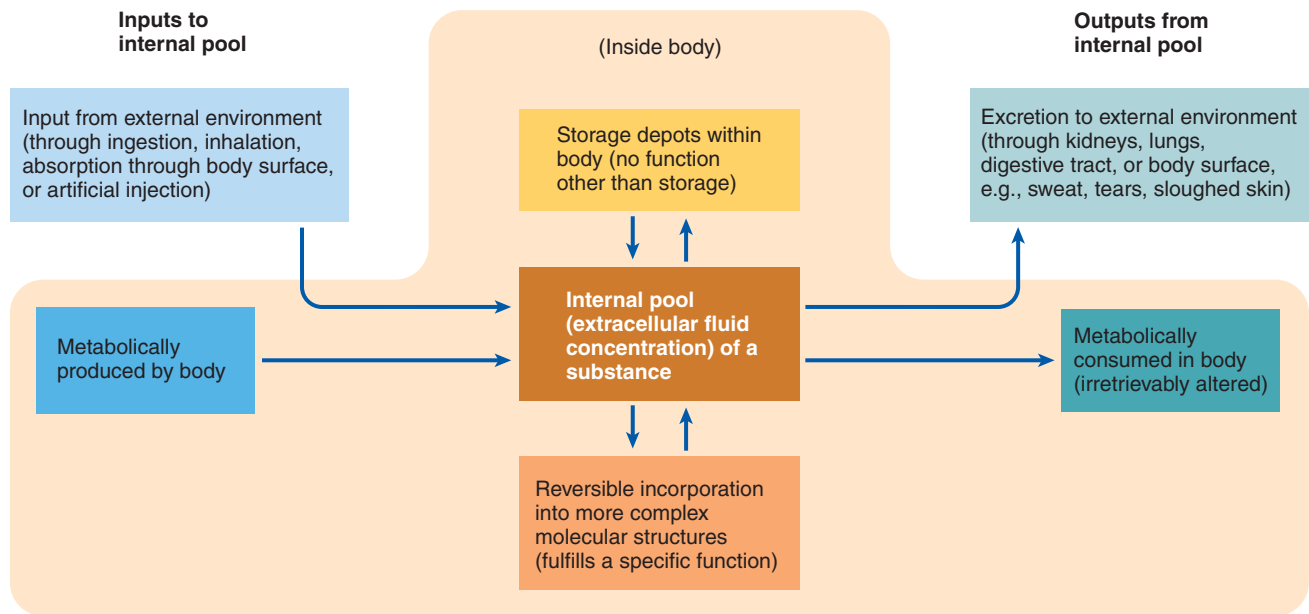 Inputs to
internal pool
(Inside body)
Outputs from
internal pool
Input from external environment
(through ingestion, inhalation,
absorption through body surface,
or artificial injection)
Storage depots within
body (no function
other than storage)
Excretion to external environment
(through kidneys, lungs,
digestive tract, or body surface,
e.g., sweat, tears, sloughed skin)
Metabolically
produced by body
Internal pool
(extracellular fluid
concentration) of a
substance
Metabolically
consumed in body
(irretrievably altered)
Reversible incorporation
into more complex
molecular structures
(fulfills a specific function)